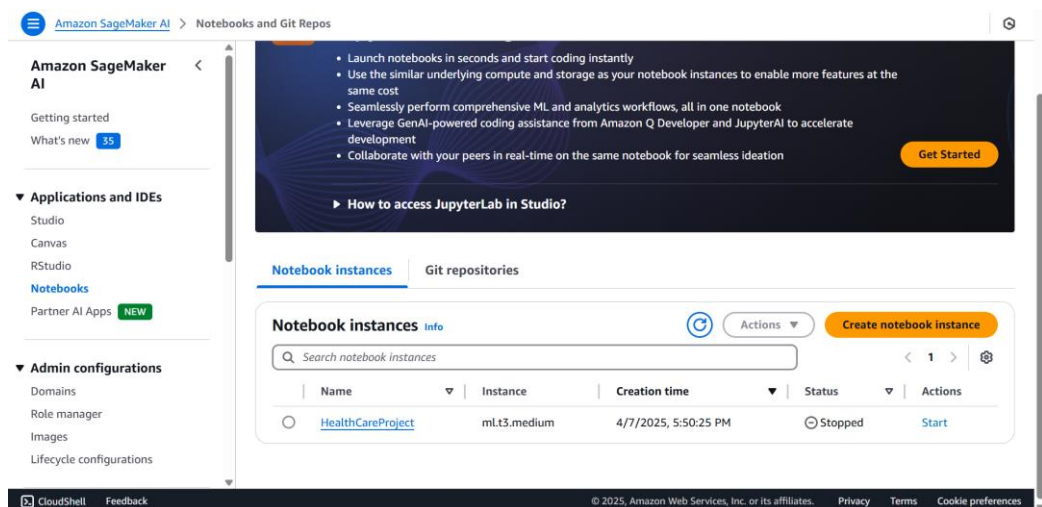 Amazon SageMaker AI > Notebooks and Git Repos
Amazon SageMaker AI
Getting started
What's new 35
Applications and IDEs
Studio
Canvas
RStudio
Notebooks
Partner AI Apps NEW
Admin configurations
Domains
Role manager
Images
Lifecycle configurations
• Launch notebooks in seconds and start coding instantly
• Use the similar underlying compute and storage as your notebook instances to enable more features at the
same cost
• Seamlessly perform comprehensive ML and analytics workflows, all in one notebook
• Leverage GenAI-powered coding assistance from Amazon Q Developer and JupyterAI to accelerate
development
• Collaborate with your peers in real-time on the same notebook for seamless ideation
Get Started
How to access JupyterLab in Studio?
Notebook instances Git repositories
Notebook instances Info Actions Create notebook instance
Search notebook instances 1
Name Instance Creation time Status Actions
HealthCareProject ml.t3.medium 4/7/2025, 5:50:25 PM Stopped Start
CloudShell Feedback © 2025, Amazon Web Services, Inc. or its affiliates. Privacy Terms Cookie preferences